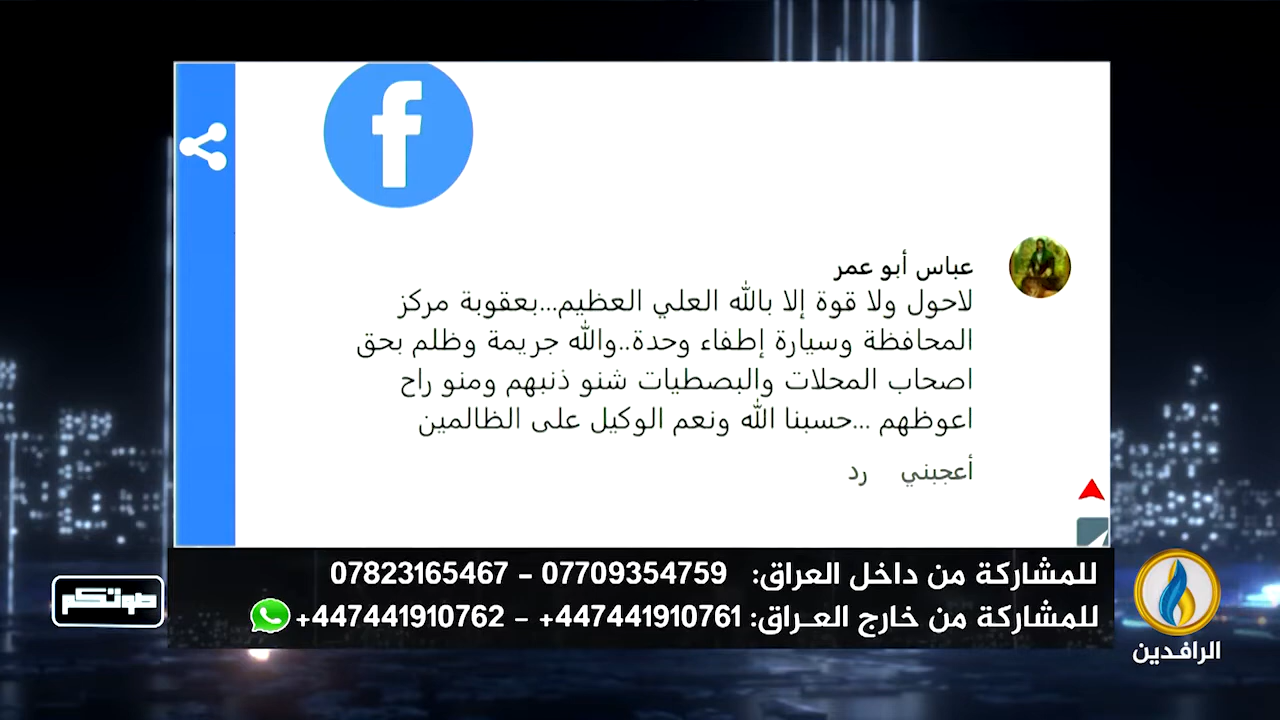 f
عباس أبو عمر
لاحول ولا قوة إلا بالله العلي العظيم...بعقوبة مركز
المحافظة وسيارة إطفاء وحدة..والله جريمة وظلم بحق
اصحاب المحلات والبصطيات شنو ذنبهم ومنو راح
اعوظهم ...حسبنا الله ونعم الوكيل على الظالمين
أعجبني رد
للمشاركة من داخل العراق: 07709354759 - 07823165467
للمشاركة من خارج العـراق: 447441910761+ - 447441910762+
صوتكم
الرافدين